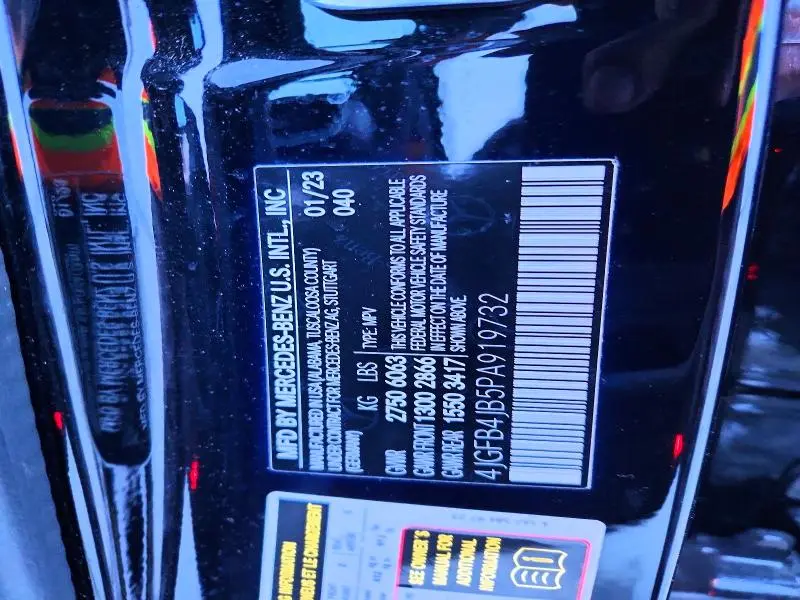 MFD BY MERCEDES-BENZ U.S. INTL., INC
MANUFACTURED IN USA (ALABAMA, TUSCALOOSA COUNTY)
UNDER CONTRACT FOR MERCEDES-BENZ AG, STUTTGART
(GERMANY)
01/23
040
KG LBS TYPE: MPV
GVWR 2750 6063
GAWR FRONT 1300 2866
GAWR REAR 1550 3417
THIS VEHICLE CONFORMS TO ALL APPLICABLE
FEDERAL MOTOR VEHICLE SAFETY STANDARDS
IN EFFECT ON THE DATE OF MANUFACTURE
SHOWN ABOVE.
4JGFB4JB5PA919732
INFORMATION
SEE OWNER'S
MANUAL FOR
ADDITIONAL
INFORMATION